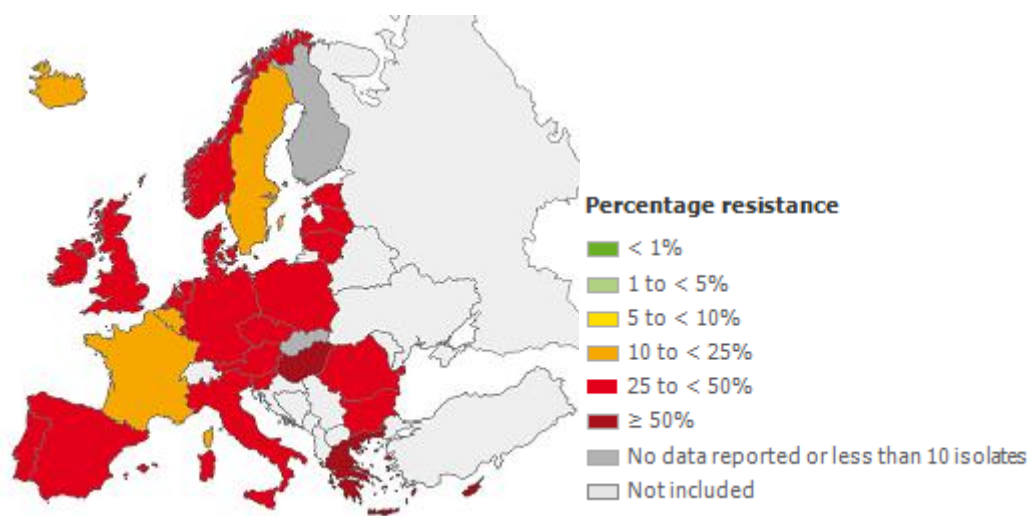 Percentage resistance
< 1%
1 to < 5%
5 to < 10%
10 to < 25%
25 to < 50%
≥ 50%
No data reported or less than 10 isolates
Not included